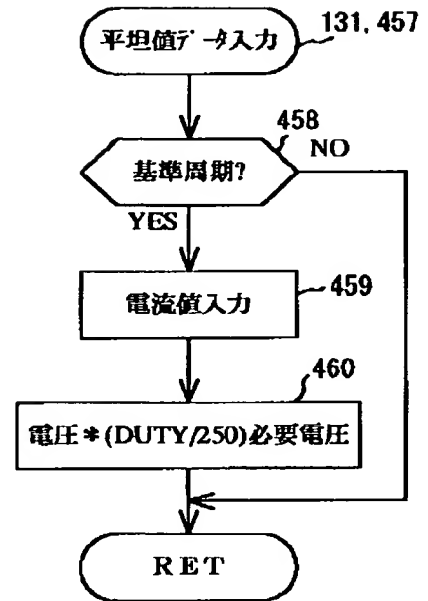 平坦値データ入力
131, 457
458
基準周期?
NO
YES
電流値入力
459
460
電圧*(DUTY/250)必要電圧
RET